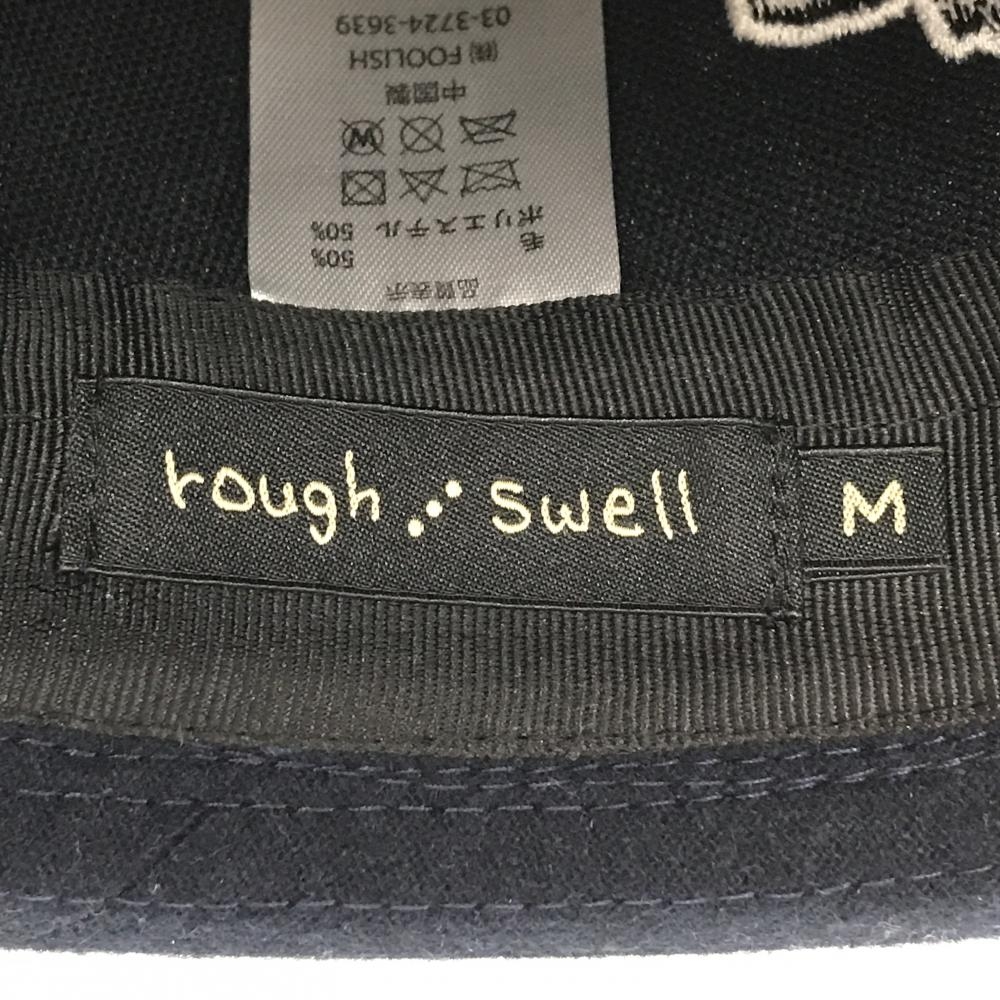 rough swell
M
品質表示
毛 50%
ポリエステル 50%
中国製
㈱ FOOLISH
03-3724-3639